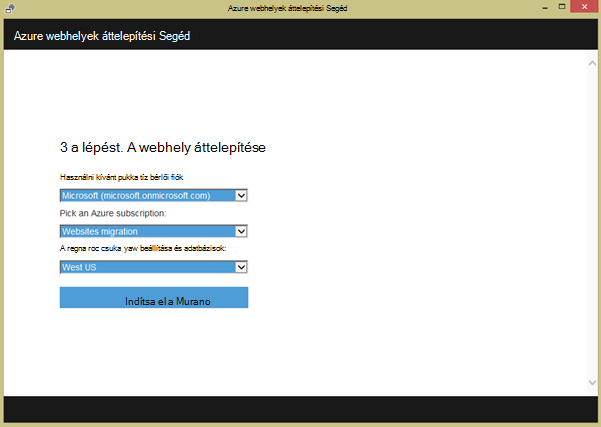 Azure webhelyek áttelepítési Segéd
Azure webhelyek áttelepítési Segéd
3 a lépést. A webhely áttelepítése
Használni kívánt pukka tíz bérlői fiók
Microsoft (microsoft.onmicrosoft.com)
Pick an Azure subscription:
Websites migration
A regna roc csuka yaw beállítása és adatbázisok:
West US
Indítsa el a Murano